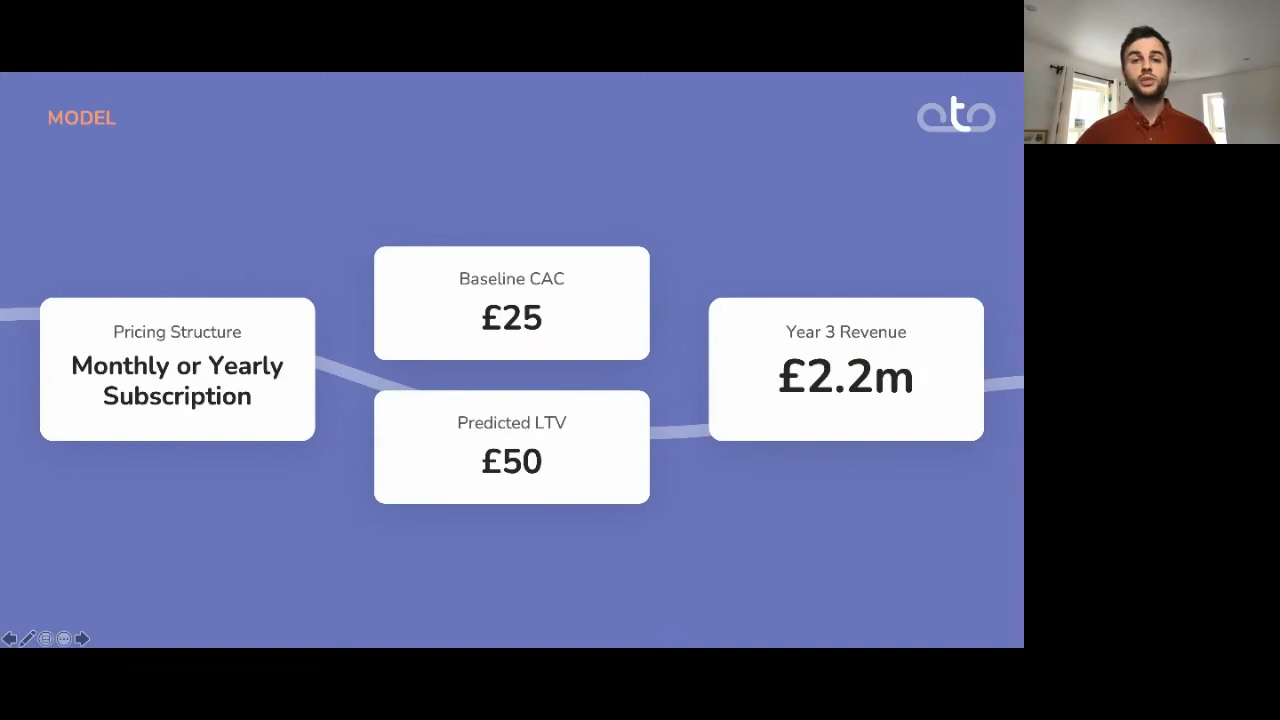 MODEL
oto
Pricing Structure
Monthly or Yearly
Subscription
Baseline CAC
£25
Predicted LTV
£50
Year 3 Revenue
£2.2m